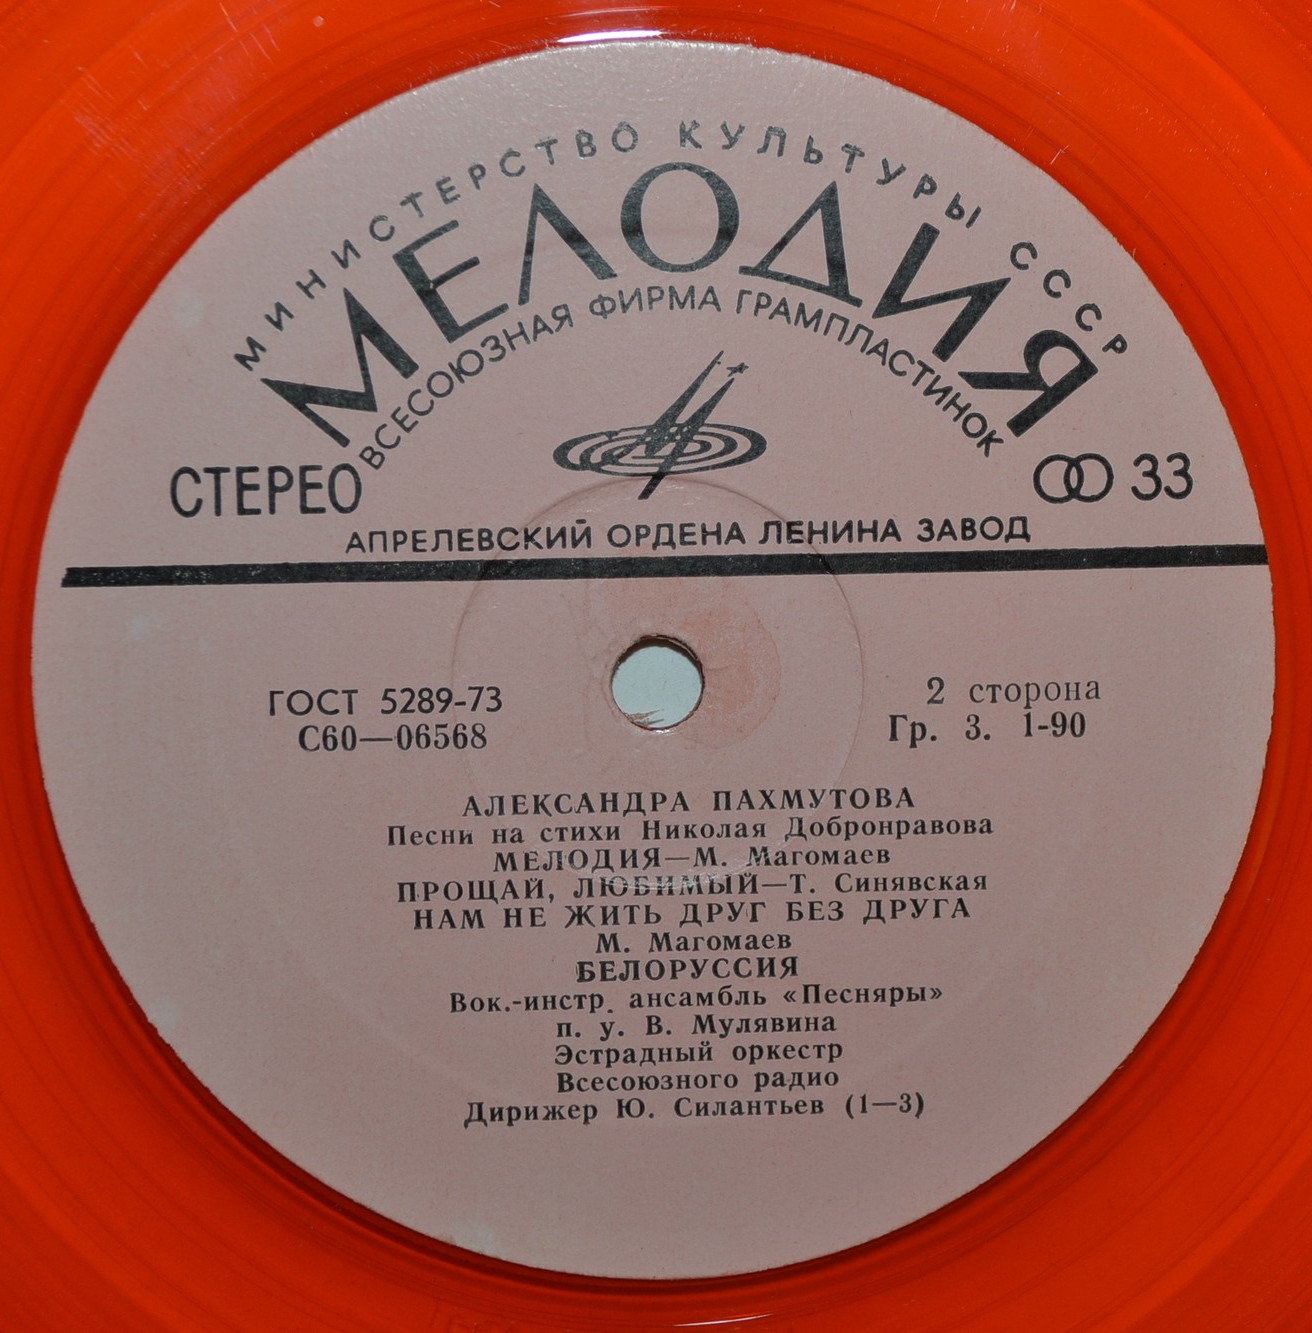 МИНИСТЕРСТВО КУЛЬТУРЫ СССР
МЕЛОДИЯ
ВСЕСОЮЗНАЯ ФИРМА ГРАМПЛАСТИНОК
СТЕРЕО
33
АПРЕЛЕВСКИЙ ОРДЕНА ЛЕНИНА ЗАВОД
ГОСТ 5289-73
С60—06568
2 сторона
Гр. 3. 1-90
АЛЕКСАНДРА ПАХМУТОВА
Песни на стихи Николая Добронравова
МЕЛОДИЯ—М. Магомаев
ПРОЩАЙ, ЛЮБИМЫЙ—Т. Синявская
НАМ НЕ ЖИТЬ ДРУГ БЕЗ ДРУГА
М. Магомаев
БЕЛОРУССИЯ
Вок.-инстр. ансамбль «Песняры»
п. у. В. Мулявина
Эстрадный оркестр
Всесоюзного радио
Дирижер Ю. Силантьев (1—3)